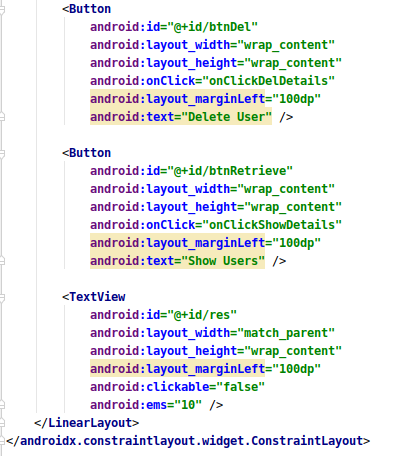 <Button
android:id="@+id/btnDel"
android:layout_width="wrap_content"
android:layout_height="wrap_content"
android:onClick="onClickDelDetails"
android:layout_marginLeft="100dp"
android:text="Delete User" />
<Button
android:id="@+id/btnRetrieve"
android:layout_width="wrap_content"
android:layout_height="wrap_content"
android:onClick="onClickShowDetails"
android:layout_marginLeft="100dp"
android:text="Show Users" />
<TextView
android:id="@+id/res"
android:layout_width="match_parent"
android:layout_height="wrap_content"
android:layout_marginLeft="100dp"
android:clickable="false"
android:ems="10" />
</LinearLayout>
</androidx.constraintlayout.widget.ConstraintLayout>